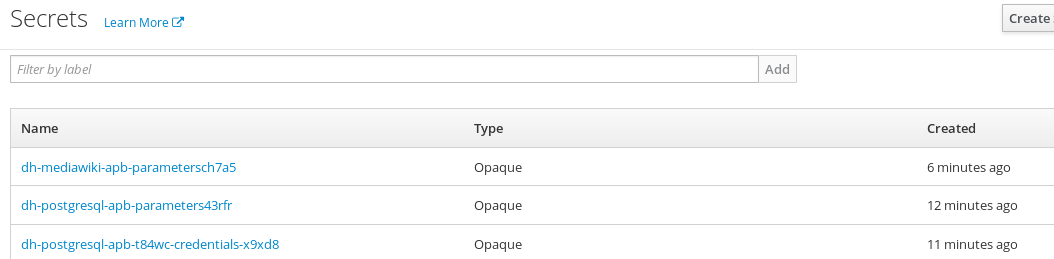 Secrets Learn More Create
Filter by label Add
Name Type Created
dh-mediawiki-apb-parametersch7a5 Opaque 6 minutes ago
dh-postgresql-apb-parameters43rfr Opaque 12 minutes ago
dh-postgresql-apb-t84wc-credentials-x9xd8 Opaque 11 minutes ago